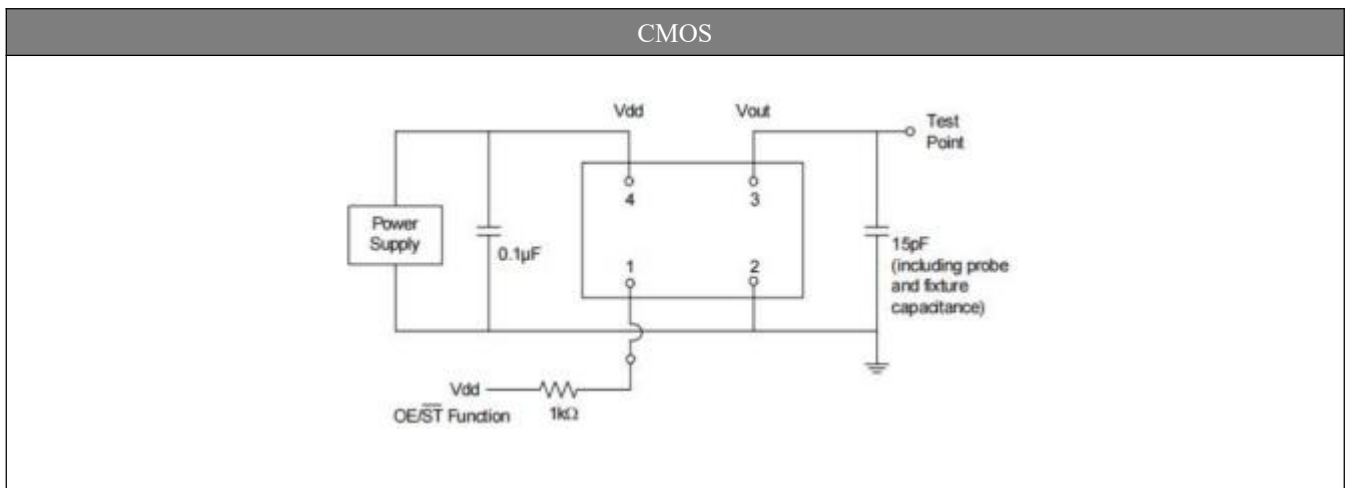 CMOS
Vdd
Vout
Test
Point
4
3
Power
Supply
0.1µF
15pF
(including probe
and fixture
capacitance)
1
2
Vdd
OE/S̅T̅ Function
1kΩ